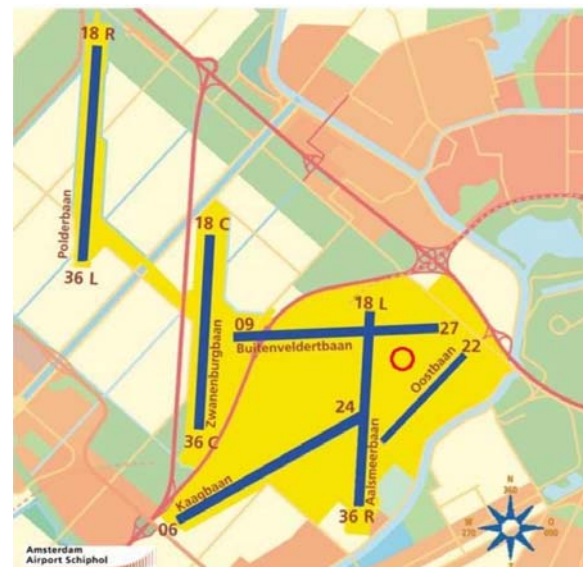 18 R
Polderbaan
36 L
18 C
Zwanenburgbaan
36 C
09
Buitenveldertbaan
27
18 L
22
Oostbaan
24
Kaagbaan
06
Aalsmeerbaan
36 R
N
360
W
270
O
090
Amsterdam
Airport Schiphol